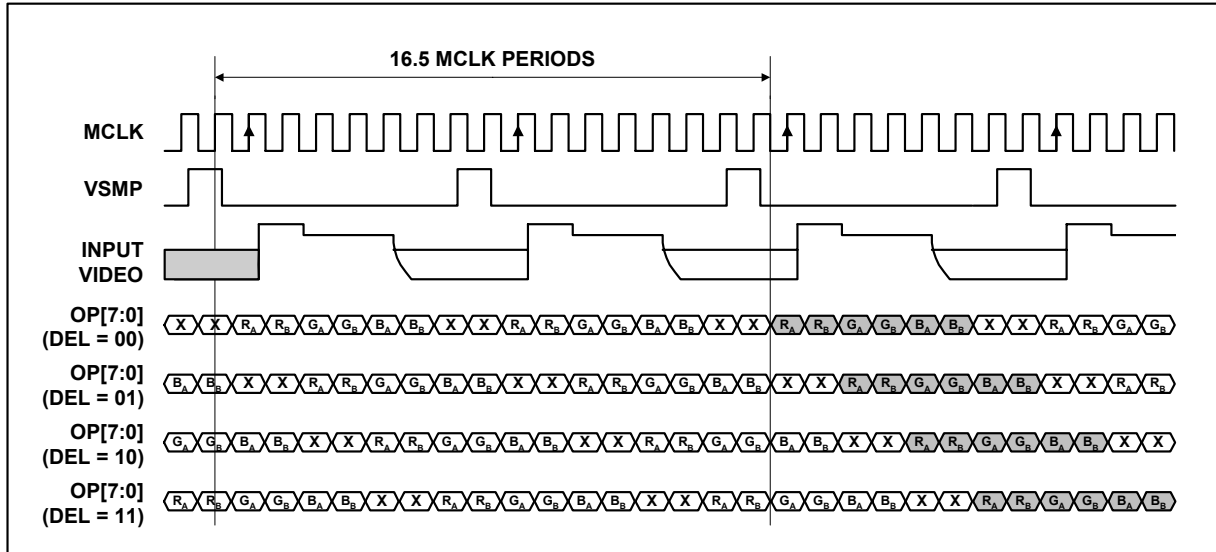 16.5 MCLK PERIODS
MCLK
VSMP
INPUT
VIDEO
OP[7:0]
(DEL = 00)
X X RA RB GA GB BA BB X X RA RB GA GB BA BB X X RA RB GA GB BA BB X X RA RB GA GB
OP[7:0]
(DEL = 01)
BA BB X X RA RB GA GB BA BB X X RA RB GA GB BA BB X X RA RB GA GB BA BB X X RA RB
OP[7:0]
(DEL = 10)
GA GB BA BB X X RA RB GA GB BA BB X X RA RB GA GB BA BB X X RA RB GA GB BA BB X X
OP[7:0]
(DEL = 11)
RA RB GA GB BA BB X X RA RB GA GB BA BB X X RA RB GA GB BA BB X X RA RB GA GB BA BB